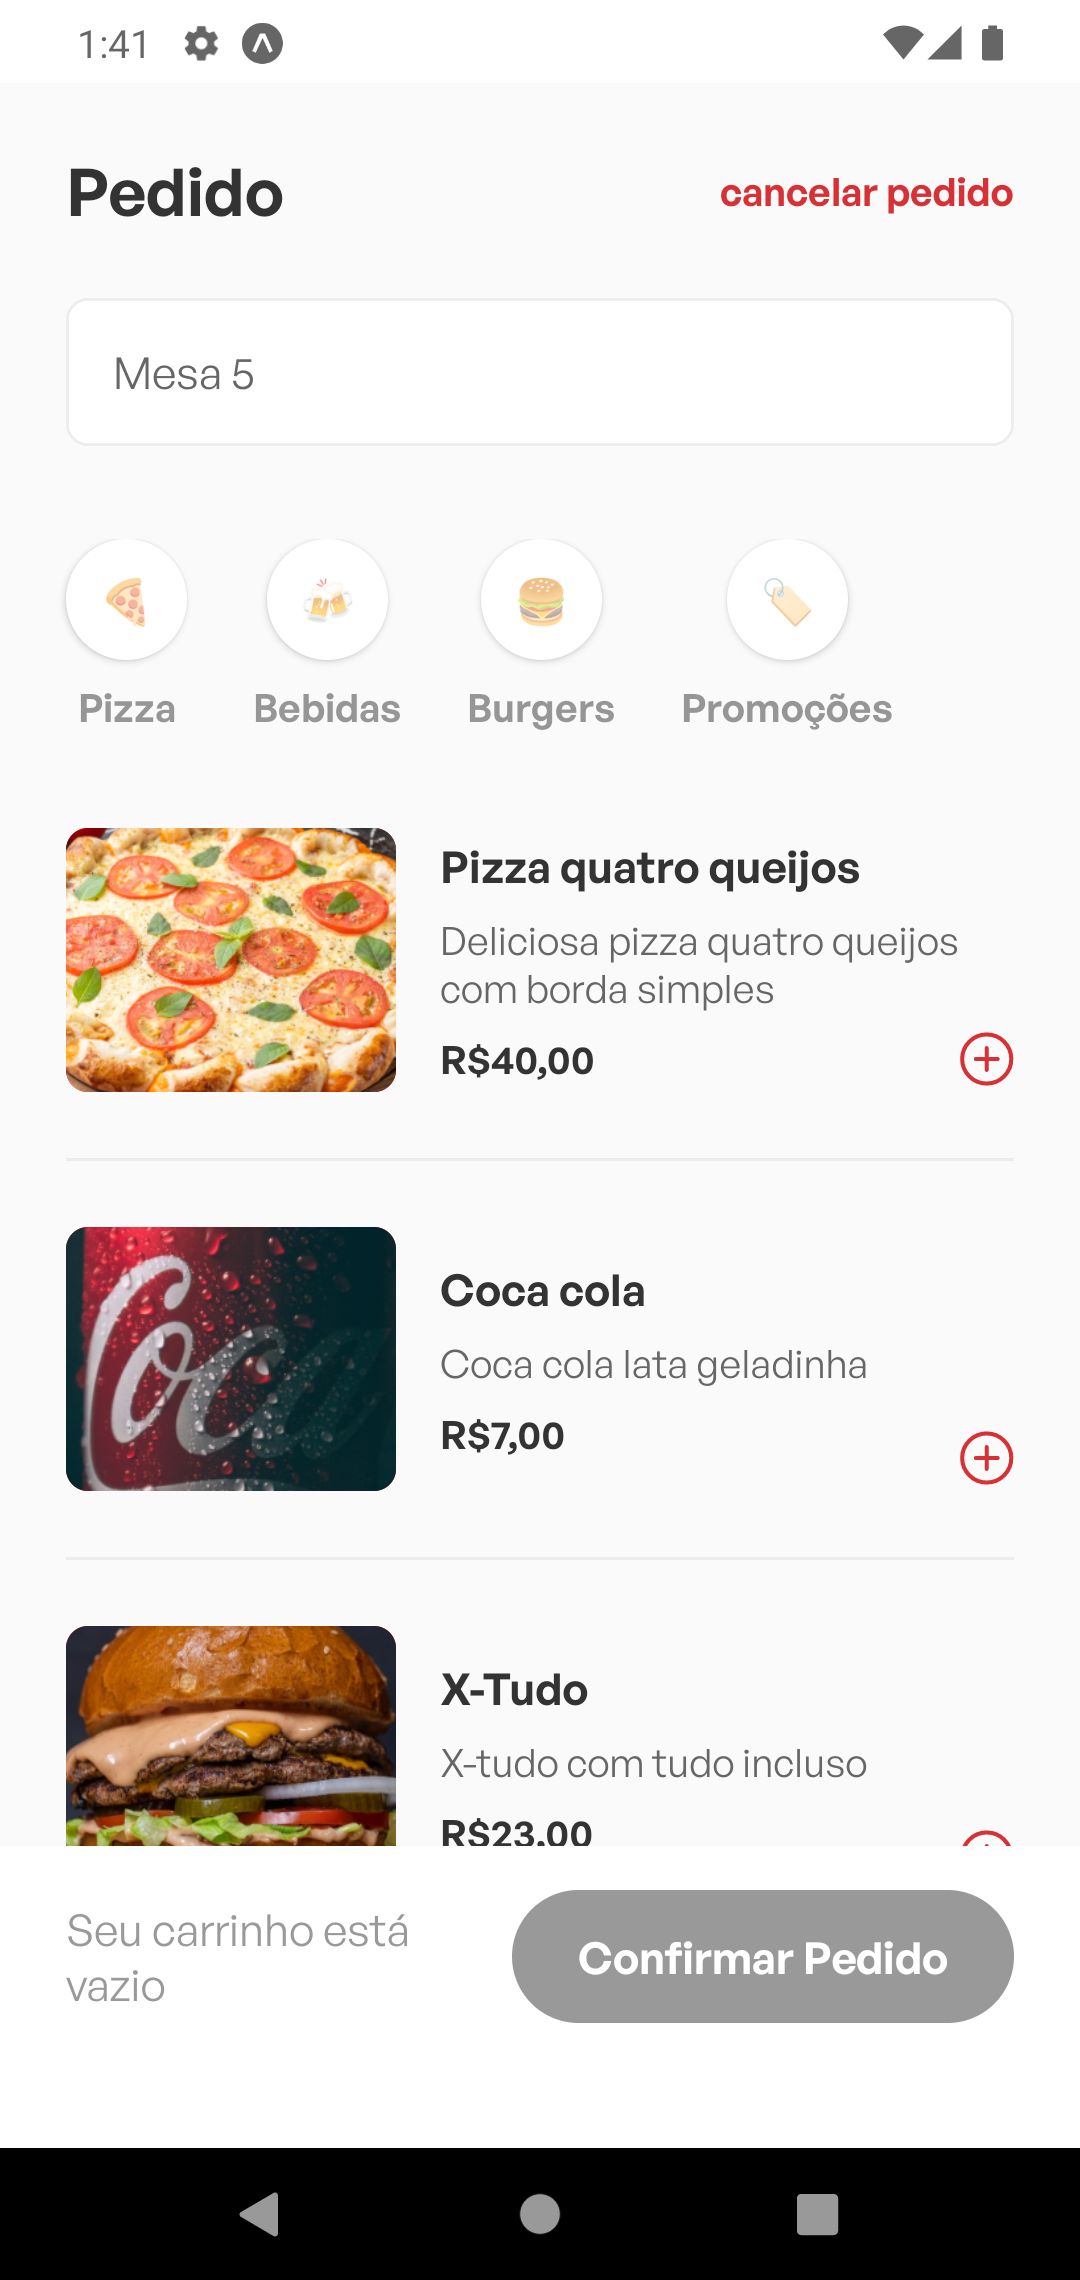 1:41
Pedido
cancelar pedido
Mesa 5
Pizza
Bebidas
Burgers
Promoções
Pizza quatro queijos
Deliciosa pizza quatro queijos
com borda simples
R$40,00
Coca
Coca cola
Coca cola lata geladinha
R$7,00
X-Tudo
X-tudo com tudo incluso
R$23,00
Seu carrinho está
vazio
Confirmar Pedido